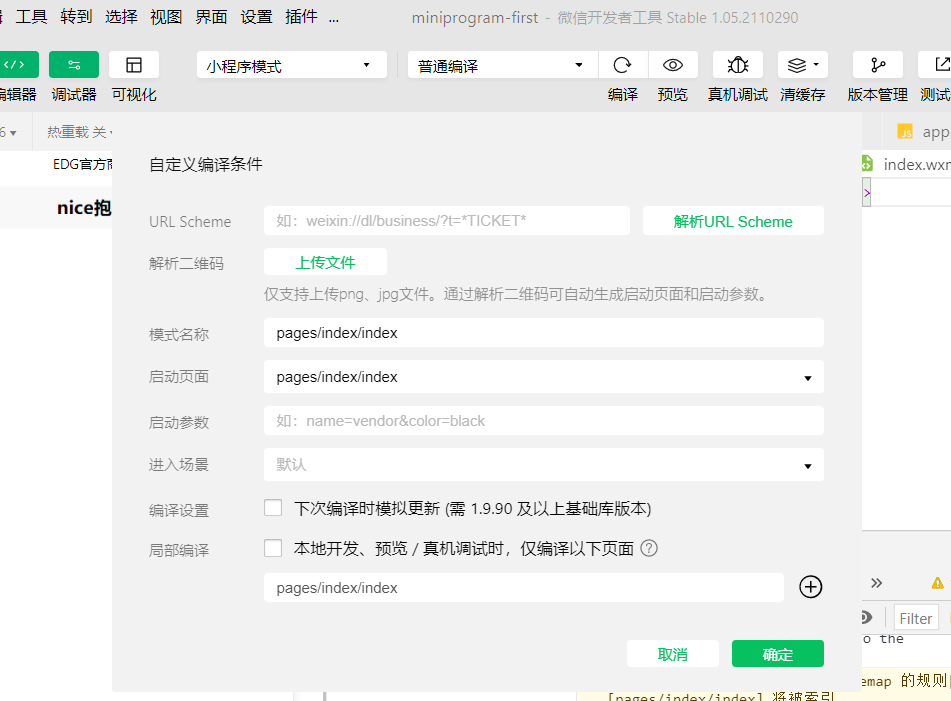 工具 转到 选择 视图 界面 设置 插件 ... miniprogram-first - 微信开发者工具 Stable 1.05.2110290
小程序模式 普通编译
调试器 可视化 编译 预览 真机调试 清缓存 版本管理 测试
热重载 关 app
自定义编译条件
EDG官方 index.wxm
nice抱
URL Scheme 如：weixin://dl/business/?t=*TICKET* 解析URL Scheme
解析二维码 上传文件
仅支持上传png、jpg文件。通过解析二维码可自动生成启动页面和启动参数。
模式名称 pages/index/index
启动页面 pages/index/index
启动参数 如：name=vendor&color=black
进入场景 默认
编译设置 下次编译时模拟更新 (需 1.9.90 及以上基础库版本)
局部编译 本地开发、预览 / 真机调试时，仅编译以下页面 ?
pages/index/index
Filter
o the
取消 确定
emap 的规则
[pages/index/index] 将被索引